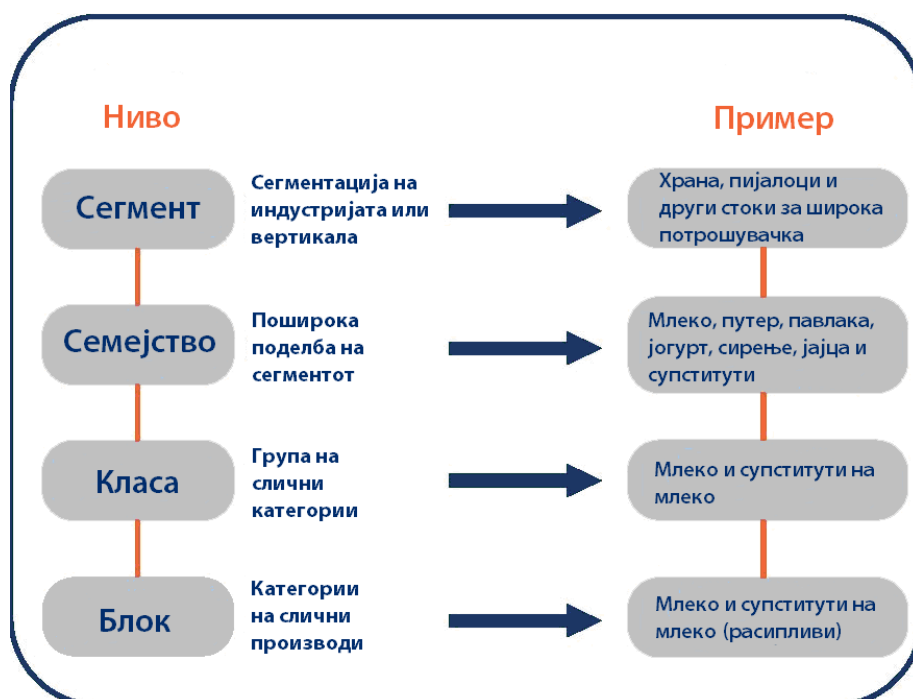 Ниво
Пример
Сегмент
Сегментација на
индустријата или
вертикала
Храна, пијалоци и
други стоки за широка
потрошувачка
Семејство
Поширока
поделба на
сегментот
Млеко, путер, павлака,
јогурт, сирење, јајца и
супститути
Класа
Група на
слични
категории
Млеко и супститути на
млеко
Блок
Категории
на слични
производи
Млеко и супститути на
млеко (расипливи)